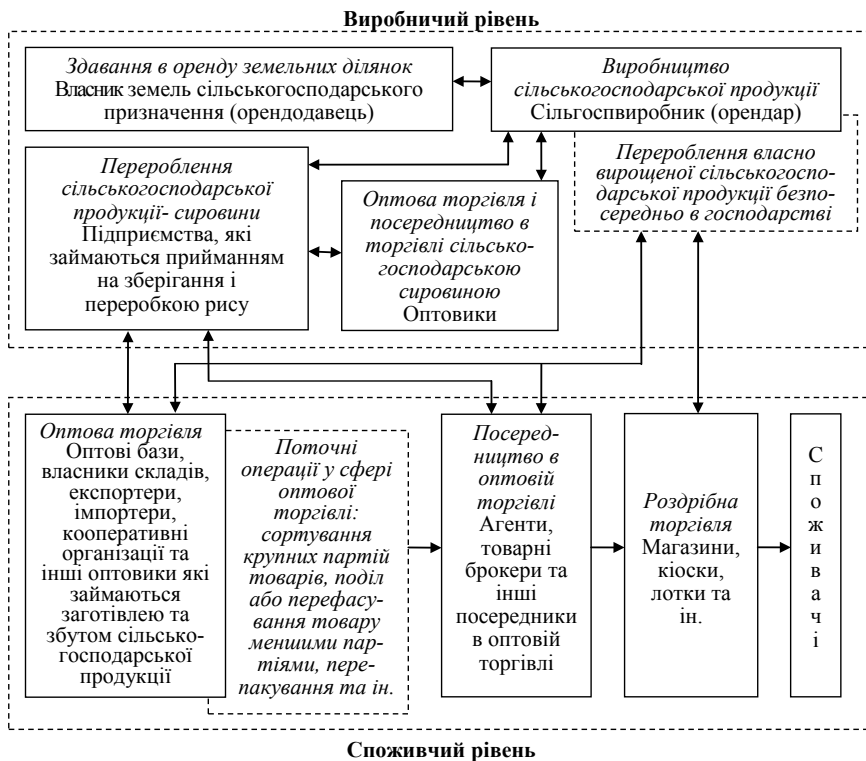 Виробничий рівень
Здавання в оренду земельних ділянок
Власник земель сільськогосподарського
призначення (орендодавець)
Виробництво
сільськогосподарської продукції
Сільгоспвиробник (орендар)
Перероблення власно
вирощеної сільськогоспо-
дарської продукції безпо-
середньо в господарстві
Перероблення
сільськогосподарської
продукції- сировини
Підприємства, які
займаються прийманням
на зберігання і
переробкою рису
Оптова торгівля і
посередництво в
торгівлі сільсько-
господарською
сировиною
Оптовики
Оптова торгівля
Оптові бази,
власники складів,
експортери,
імпортери,
кооперативні
організації та
інші оптовики які
займаються
заготівлею та
збутом сільсько-
господарської
продукції
Поточні
операції у сфері
оптової
торгівлі:
сортування
крупних партій
товарів, поділ
або перефасу-
вання товару
меншими пар-
тіями, пере-
пакування та ін.
Посеред-
ництво в
оптовій
торгівлі
Агенти,
товарні
брокери та
інші
посередники
в оптовій
торгівлі
Роздрібна
торгівля
Магазини,
кіоски,
лотки та
ін.
С
п
о
ж
и
в
а
ч
і
Споживчий рівень